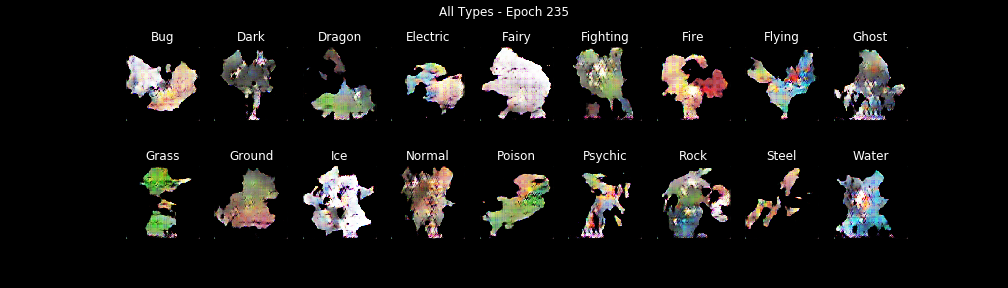 All Types - Epoch 235
Bug Dark Dragon Electric Fairy Fighting Fire Flying Ghost
Grass Ground Ice Normal Poison Psychic Rock Steel Water